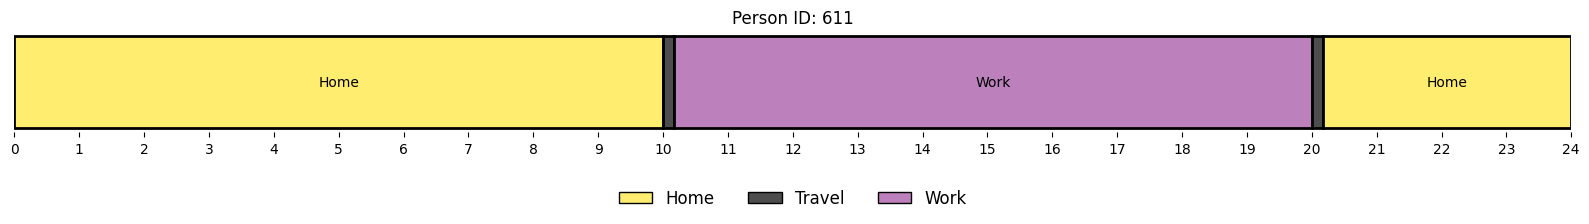 Person ID: 611
Home Work Home
0 1 2 3 4 5 6 7 8 9 10 11 12 13 14 15 16 17 18 19 20 21 22 23 24
Home Travel Work